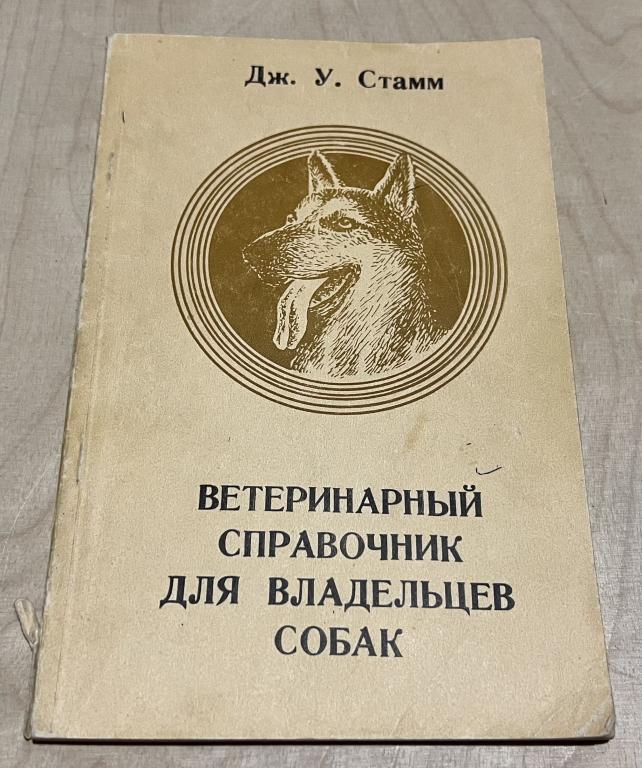 Дж. У. Стамм
ВЕТЕРИНАРНЫЙ
СПРАВОЧНИК
ДЛЯ ВЛАДЕЛЬЦЕВ
СОБАК